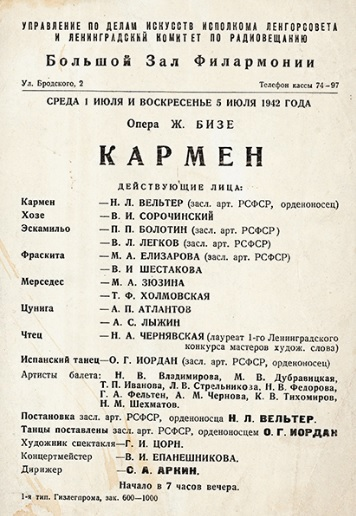 УПРАВЛЕНИЕ ПО ДЕЛАМ ИСКУССТВ ИСПОЛКОМА ЛЕНГОРСОВЕТА
И ЛЕНИНГРАДСКИЙ КОМИТЕТ ПО РАДИОВЕЩАНИЮ
Большой Зал Филармонии
Ул. Бродского, 2 Телефон кассы 74—97
СРЕДА 1 ИЮЛЯ И ВОСКРЕСЕНЬЕ 5 ИЮЛЯ 1942 ГОДА
Опера Ж. БИЗЕ
КАРМЕН
ДЕЙСТВУЮЩИЕ ЛИЦА:
Кармен —Н. Л. ВЕЛЬТЕР (засл. арт. РСФСР, орденоносец)
Хозе —В. И. СОРОЧИНСКИЙ
Эскамильо —П. П. БОЛОТИН (засл. арт. РСФСР)
—В. Л. ЛЕГКОВ (засл. арт. РСФСР)
Фраскита —М. А. ЕЛИЗАРОВА (засл. арт. РСФСР)
—В. И ШЕСТАКОВА
Мерседес —М. А. ЗЮЗИНА
—Т. Ф. ХОЛМОВСКАЯ
Цунига —А. П. АТЛАНТОВ
—А. С. ЛЫЖИН
Чтец —Н. А. ЧЕРНЯВСКАЯ (лауреат 1-го Ленинградского
конкурса мастеров худож. слова)
Испанский танец—О. Г. ИОРДАН (засл. арт. РСФСР, орденоносец)
Артисты балета: Н. В. Владимирова, М. В. Дубравицкая,
Т. П. Иванова, Л. В. Стрельникоза, Н. В. Федорова,
Г. А. Фельтен, А. М. Чернова, К. В. Тихомиров,
Н. М. Шехматов.
Постановка засл. арт. РСФСР, орденоносца Н. Л. ВЕЛЬТЕР.
Танцы поставлены засл. арт. РСФСР, орденоносцем О. Г. ИОРДАН
Художник спектакля—Г. И. ЦОРН.
Концертмейстер —В. И. ЕПАНЕШНИКОВА.
Дирижер —С. А. АРКИН.
Начало в 7 часов вечера.
1-я тип. Гизлегпрома, зак. 600—1000